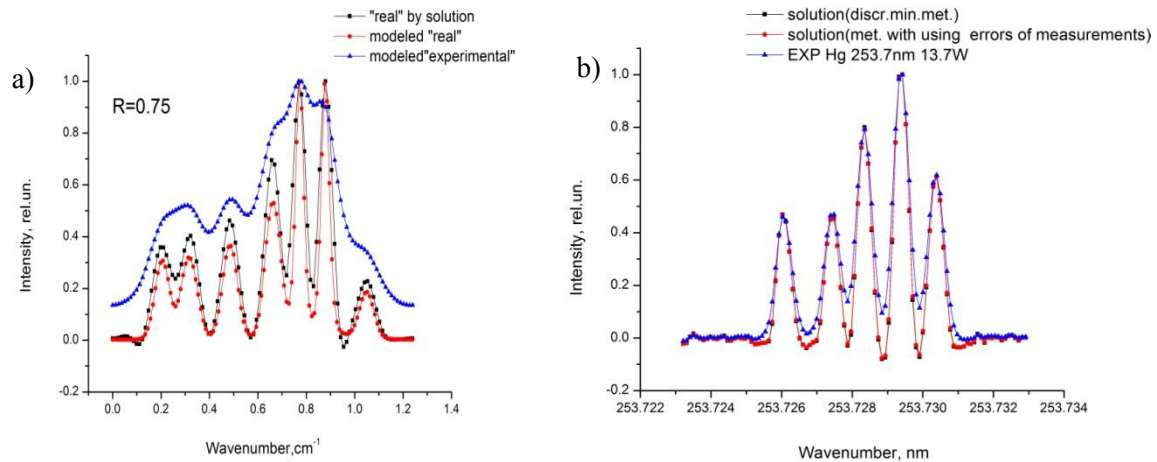 a)
"real" by solution
modeled "real"
modeled"experimental"
R=0.75
Intensity, rel.un.
1.0
0.8
0.6
0.4
0.2
0.0
-0.2
0.0 0.2 0.4 0.6 0.8 1.0 1.2 1.4
Wavenumber,cm-1
b)
solution(discr.min.met.)
solution(met. with using errors of measurements)
EXP Hg 253.7nm 13.7W
Intensity, rel.un.
1.0
0.8
0.6
0.4
0.2
0.0
-0.2
253.722 253.724 253.726 253.728 253.730 253.732 253.734
Wavenumber, nm